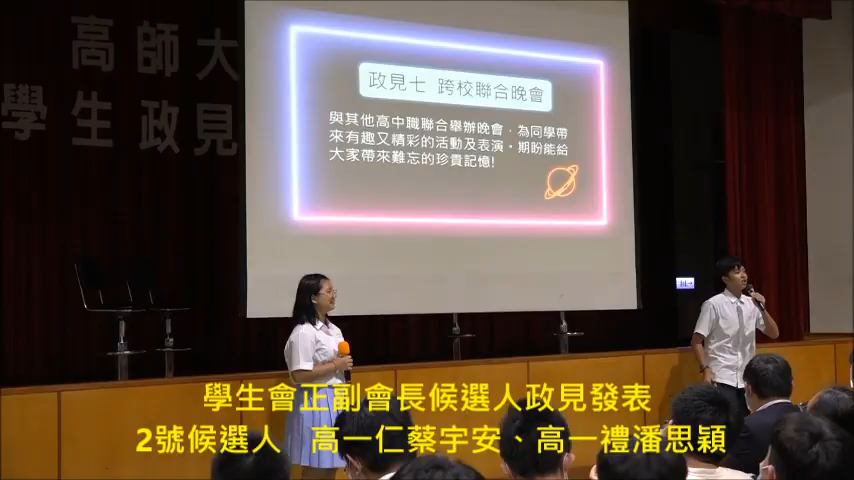 高師大
學生政見
政見七 跨校聯合晚會
與其他高中職聯合舉辦晚會，為同學帶
來有趣又精彩的活動及表演。期盼能給
大家帶來難忘的珍貴記憶!
學生會正副會長候選人政見發表
2號候選人 高一仁蔡宇安、高一禮潘思穎